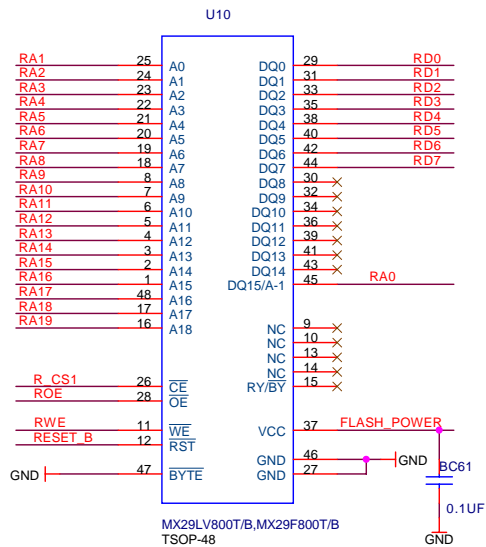 U10
RA1 25 A0 DQ0 29 RD0
RA2 24 A1 DQ1 31 RD1
RA3 23 A2 DQ2 33 RD2
RA4 22 A3 DQ3 35 RD3
RA5 21 A4 DQ4 38 RD4
RA6 20 A5 DQ5 40 RD5
RA7 19 A6 DQ6 42 RD6
RA8 18 A7 DQ7 44 RD7
RA9 8 A8 DQ8 30
RA10 7 A9 DQ9 32
RA11 6 A10 DQ10 34
RA12 5 A11 DQ11 36
RA13 4 A12 DQ12 39
RA14 3 A13 DQ13 41
RA15 2 A14 DQ14 43
RA16 1 A15 DQ15/A-1 45 RA0
RA17 48 A16
RA18 17 A17
RA19 16 A18 NC 9
NC 10
NC 13
NC 14
R_CS1 26 CE RY/BY 15
ROE 28 OE
RWE 11 WE VCC 37 FLASH_POWER
RESET_B 12 RST
GND 46 GND
GND 47 BYTE GND 27
BC61
0.1UF
MX29LV800T/B,MX29F800T/B
TSOP-48
GND